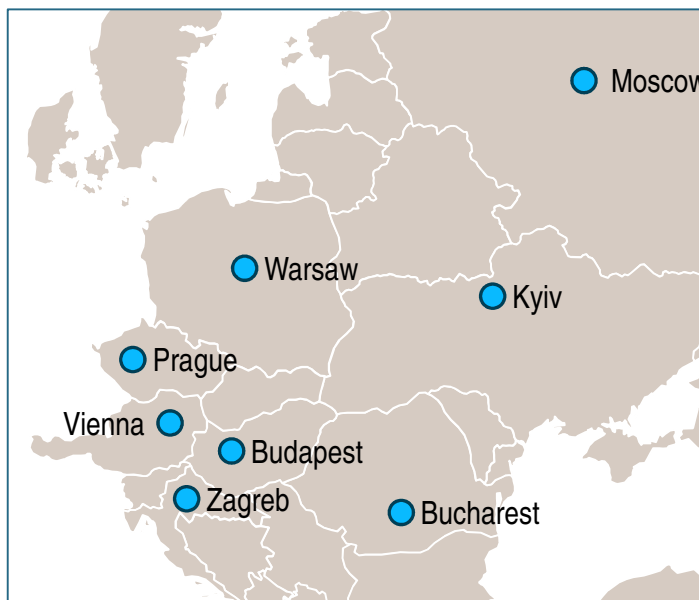 Moscow
Warsaw
Kyiv
Prague
Vienna
Budapest
Zagreb
Bucharest